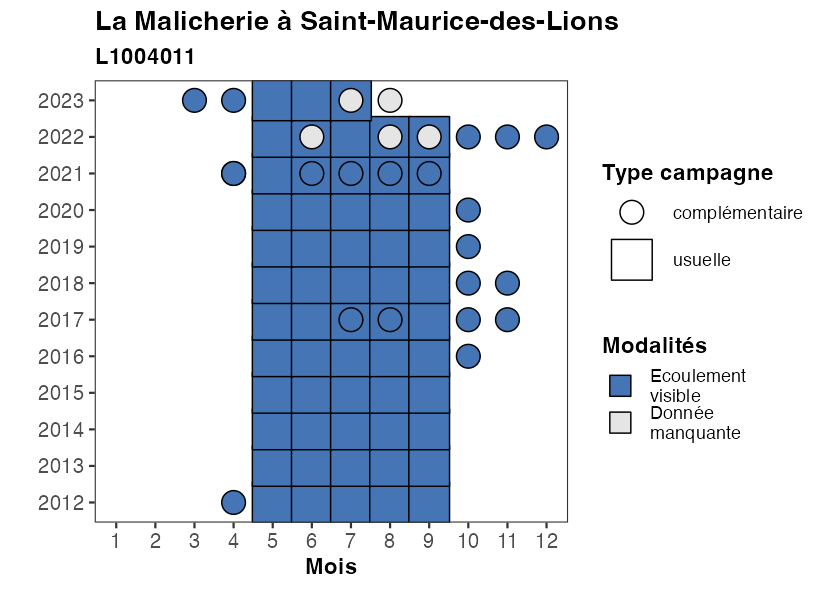 La Malicherie à Saint-Maurice-des-Lions
L1004011
2023
2022
2021
2020
2019
2018
2017
2016
2015
2014
2013
2012
1 2 3 4 5 6 7 8 9 10 11 12
Mois
Type campagne
complémentaire
usuelle
Modalités
Ecoulement
visible
Donnée
manquante